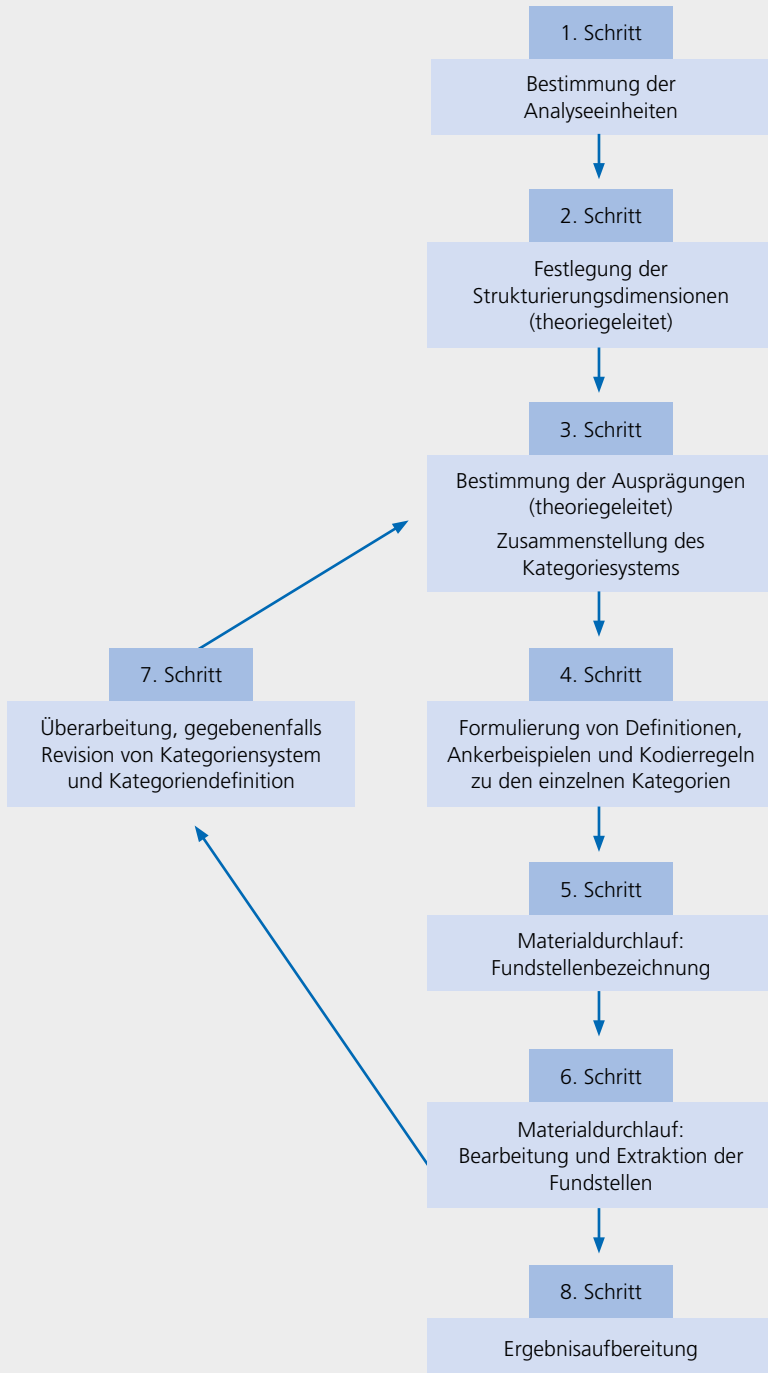 1. Schritt
Bestimmung der
Analyseeinheiten
2. Schritt
Festlegung der
Strukturierungsdimensionen
(theoriegeleitet)
3. Schritt
Bestimmung der Ausprägungen
(theoriegeleitet)
Zusammenstellung des
Kategoriesystems
7. Schritt
Überarbeitung, gegebenenfalls
Revision von Kategoriensystem
und Kategoriendefinition
4. Schritt
Formulierung von Definitionen,
Ankerbeispielen und Kodierregeln
zu den einzelnen Kategorien
5. Schritt
Materialdurchlauf:
Fundstellenbezeichnung
6. Schritt
Materialdurchlauf:
Bearbeitung und Extraktion der
Fundstellen
8. Schritt
Ergebnisaufbereitung